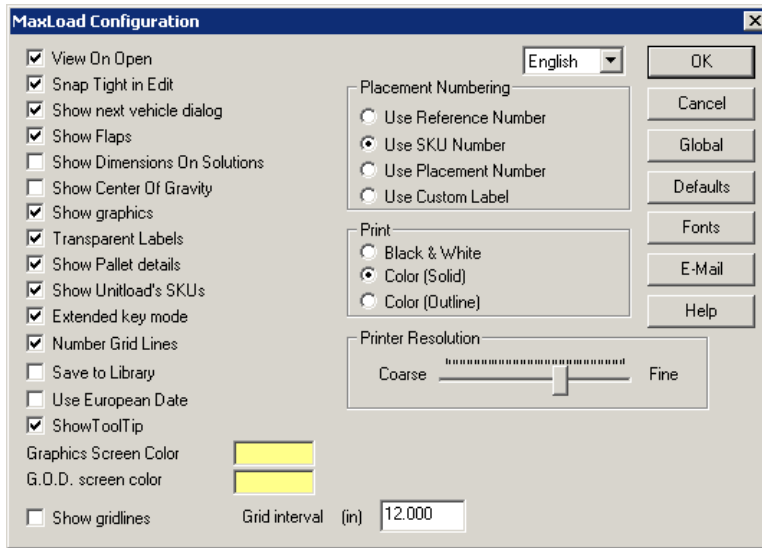 MaxLoad Configuration
View On Open
Snap Tight in Edit
Show next vehicle dialog
Show Flaps
Show Dimensions On Solutions
Show Center Of Gravity
Show graphics
Transparent Labels
Show Pallet details
Show Unitload's SKUs
Extended key mode
Number Grid Lines
Save to Library
Use European Date
ShowToolTip
Graphics Screen Color
G.O.D. screen color
Show gridlines
Grid interval (in) 12.000
English
Placement Numbering
Use Reference Number
Use SKU Number
Use Placement Number
Use Custom Label
Print
Black & White
Color (Solid)
Color (Outline)
Printer Resolution
Coarse Fine
OK
Cancel
Global
Defaults
Fonts
E-Mail
Help